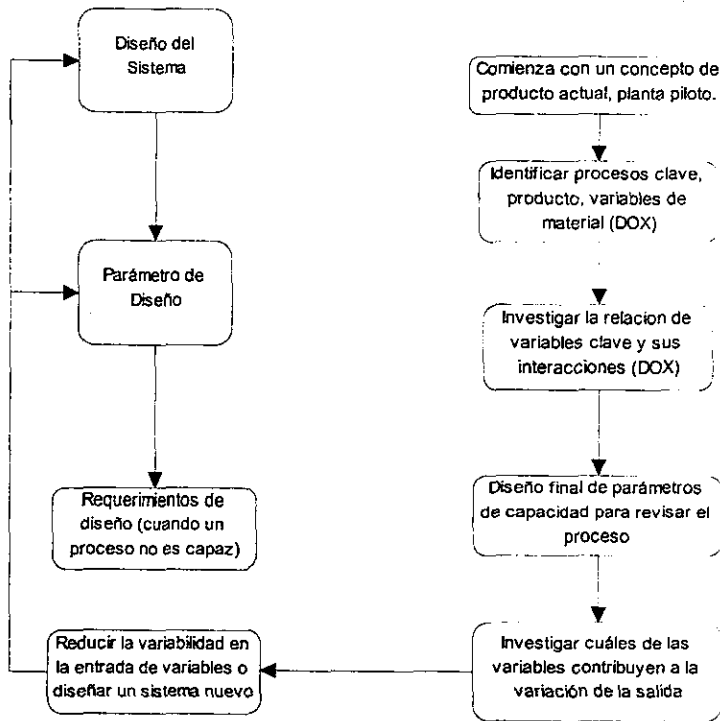 Diseño del
Sistema
Comienza con un concepto de
producto actual, planta piloto.
Identificar procesos clave,
producto, variables de
material (DOX)
Parámetro de
Diseño
Investigar la relacion de
variables clave y sus
interacciones (DOX)
Requerimientos de
diseño (cuando un
proceso no es capaz)
Diseño final de parámetros
de capacidad para revisar el
proceso
Reducir la variabilidad en
la entrada de variables o
diseñar un sistema nuevo
Investigar cuáles de las
variables contribuyen a la
variación de la salida